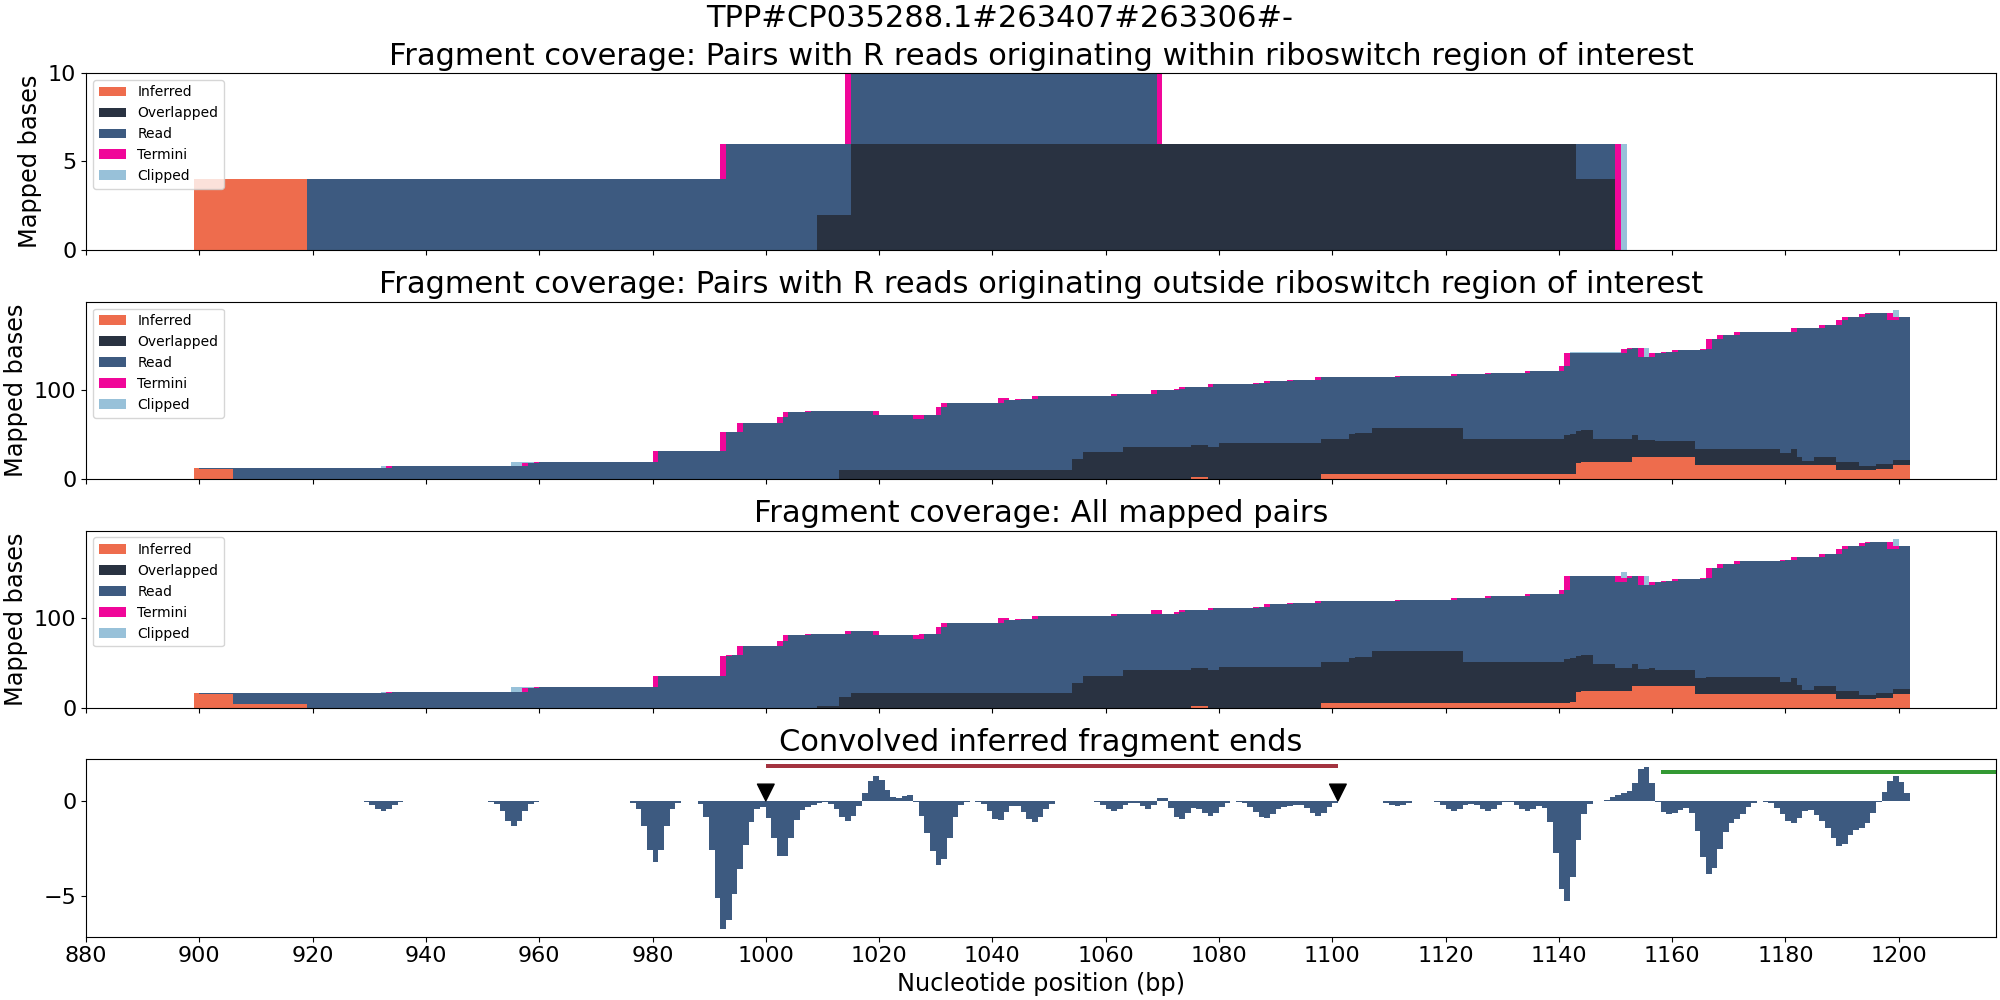 TPP#CP035288.1#263407#263306#-
Fragment coverage: Pairs with R reads originating within riboswitch region of interest
Mapped bases
10
5
0
Inferred
Overlapped
Read
Termini
Clipped
Fragment coverage: Pairs with R reads originating outside riboswitch region of interest
Mapped bases
100
0
Inferred
Overlapped
Read
Termini
Clipped
Fragment coverage: All mapped pairs
Mapped bases
100
0
Inferred
Overlapped
Read
Termini
Clipped
Convolved inferred fragment ends
0
−5
880 900 920 940 960 980 1000 1020 1040 1060 1080 1100 1120 1140 1160 1180 1200
Nucleotide position (bp)